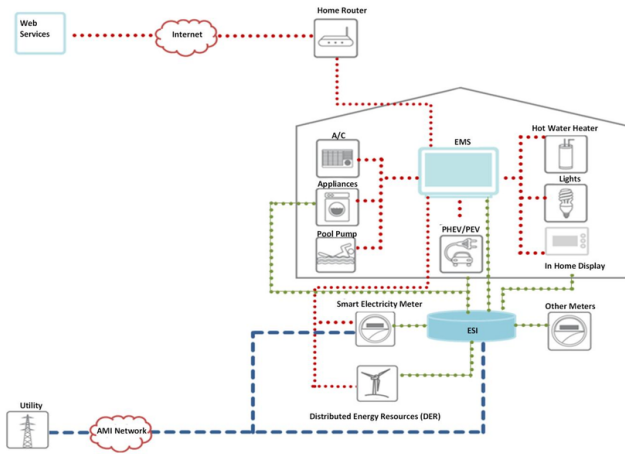 Home Router
Web
Services
Internet
A/C
EMS
Hot Water Heater
Appliances
Lights
Pool Pump
PHEV/PEV
In Home Display
Smart Electricity Meter
Other Meters
ESI
Utility
AMI Network
Distributed Energy Resources (DER)